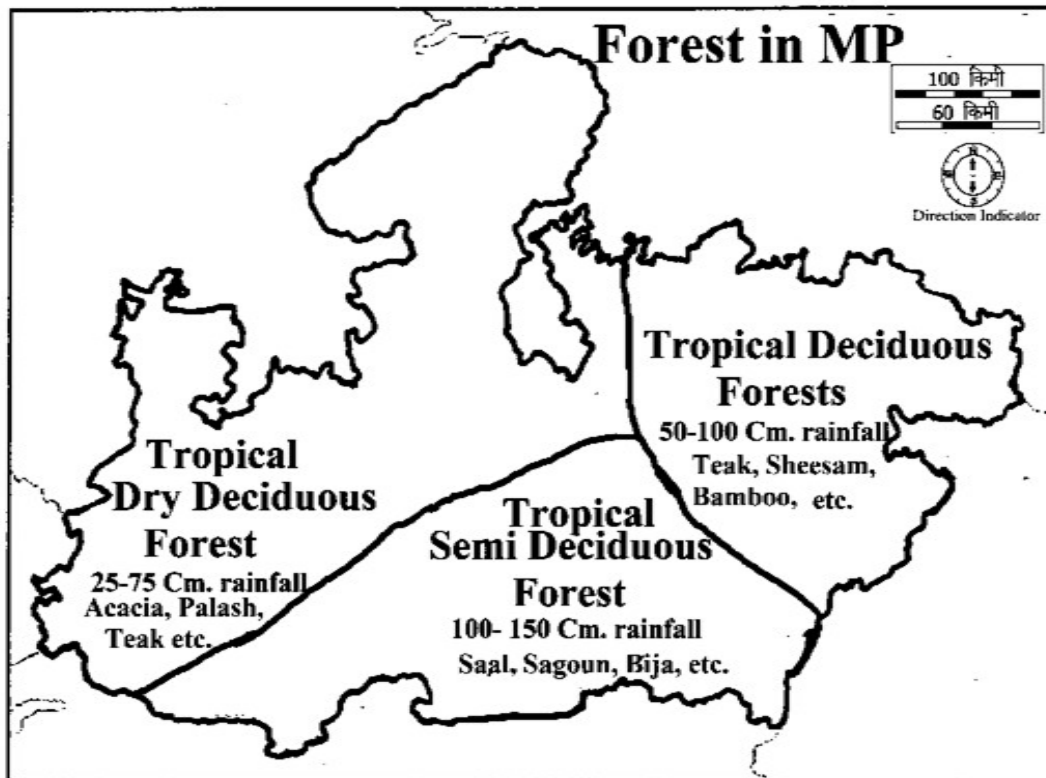 Forest in MP
100 किमी
60 किमी
N
E
S
Direction Indicator
Tropical Deciduous
Forests
50-100 Cm. rainfall
Teak, Sheesam,
Bamboo, etc.
Tropical
Dry Deciduous
Forest
25-75 Cm. rainfall
Acacia, Palash,
Teak etc.
Tropical
Semi Deciduous
Forest
100- 150 Cm. rainfall
Saal, Sagoun, Bija, etc.